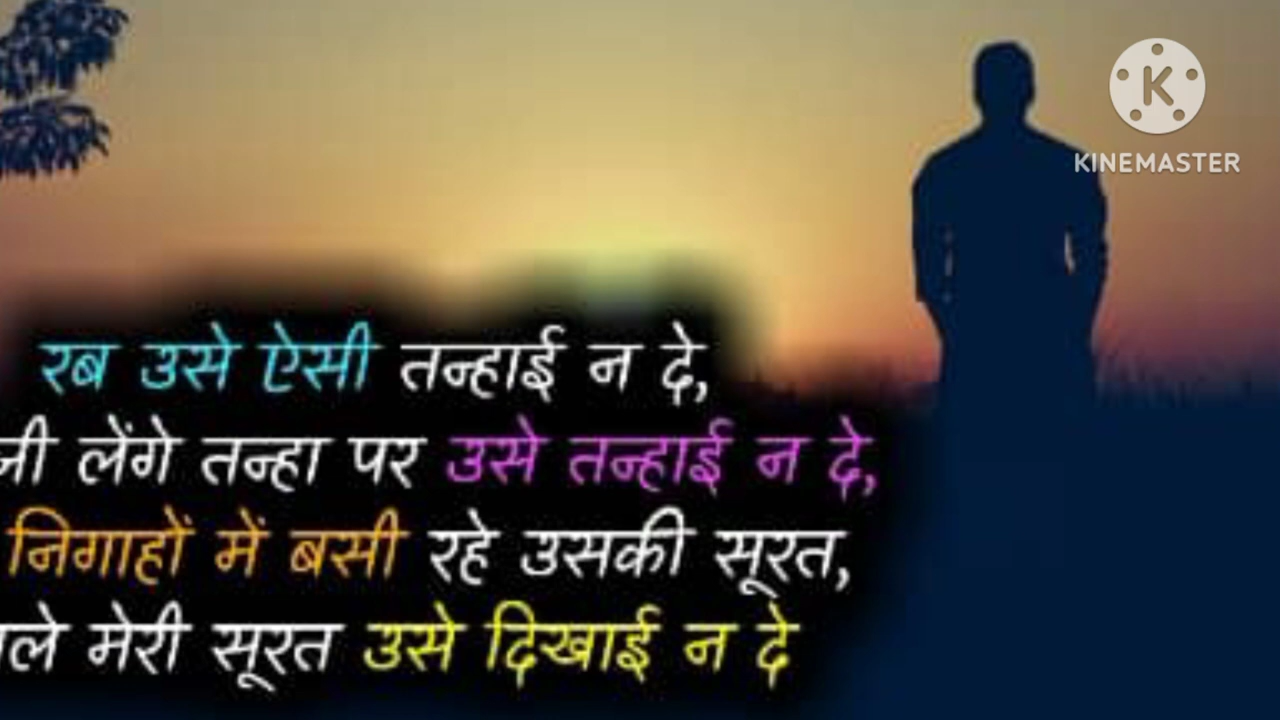 KINEMASTER
रब उसे ऐसी तन्हाई न दे,
जी लेंगे तन्हा पर उसे तन्हाई न दे,
निगाहों में बसी रहे उसकी सूरत,
मेरी सूरत उसे दिखाई न दे